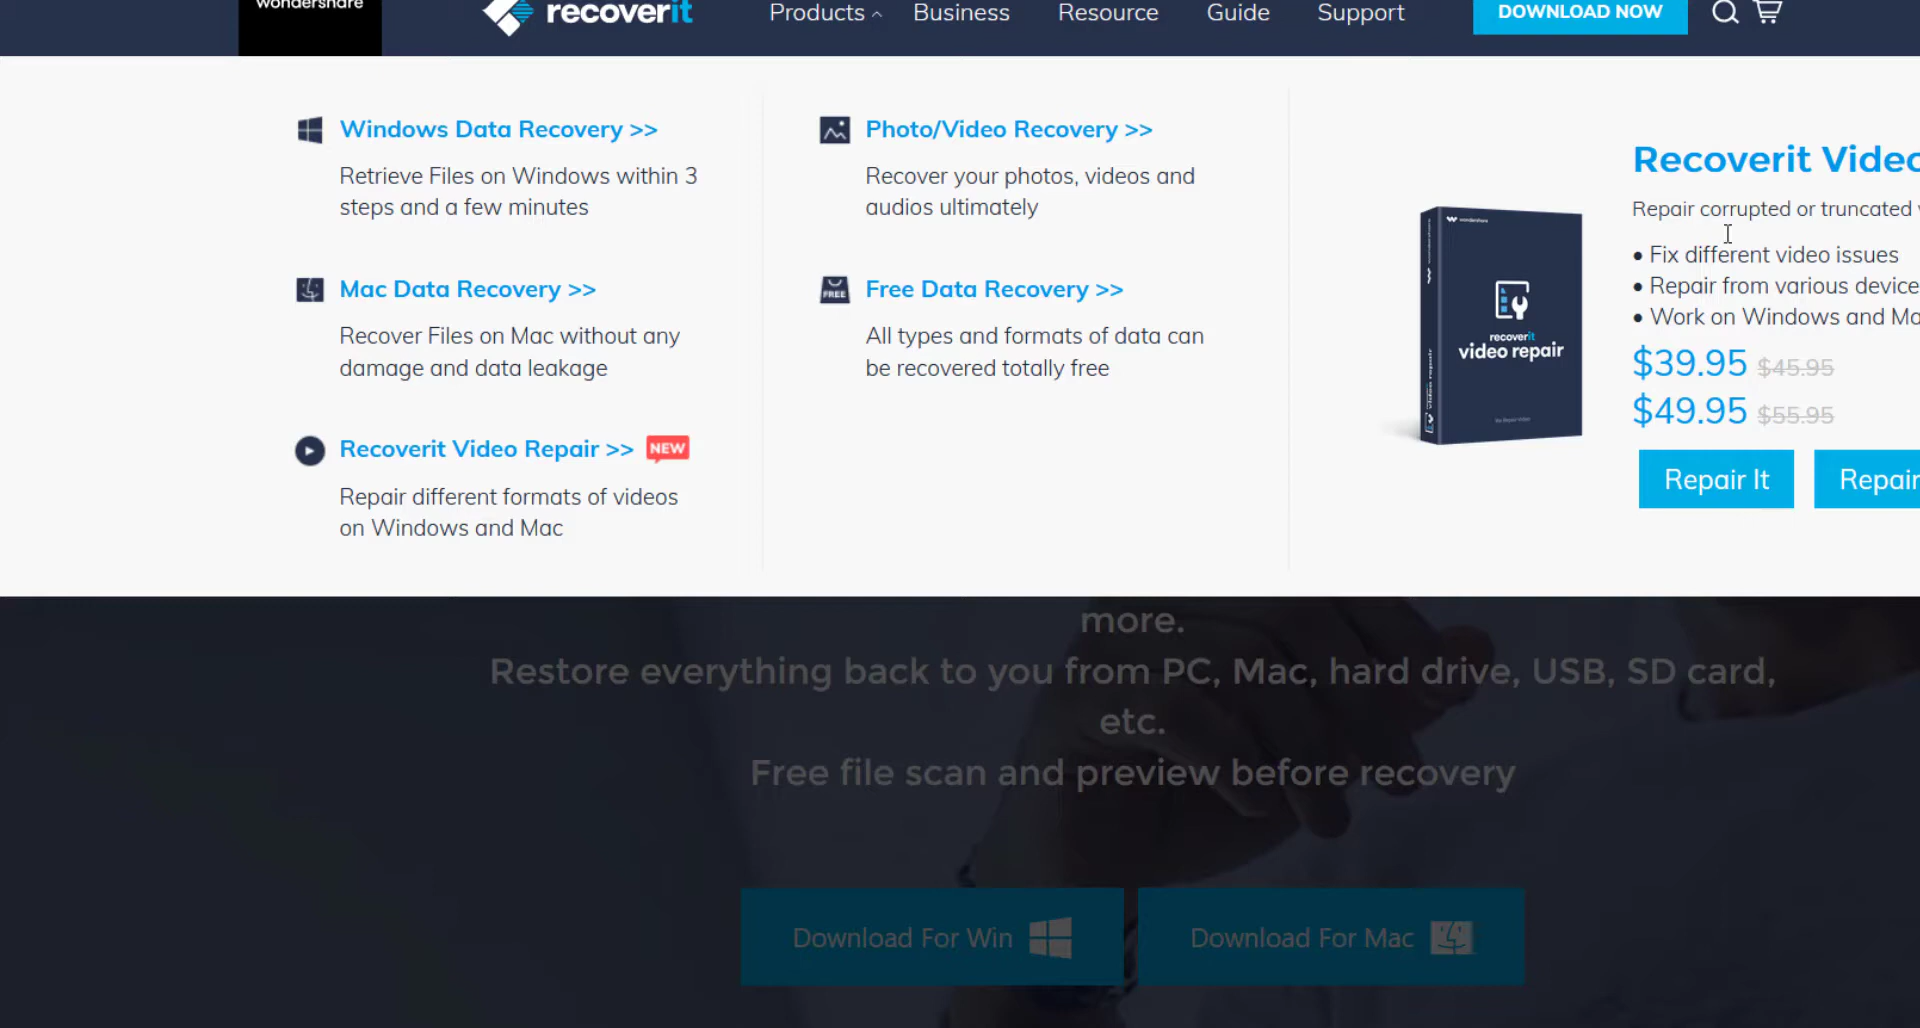 wondershare
recoverit
Products Business Resource Guide Support DOWNLOAD NOW
Windows Data Recovery >>
Retrieve Files on Windows within 3
steps and a few minutes
Mac Data Recovery >>
Recover Files on Mac without any
damage and data leakage
Recoverit Video Repair >> NEW
Repair different formats of videos
on Windows and Mac
Photo/Video Recovery >>
Recover your photos, videos and
audios ultimately
FREE
Free Data Recovery >>
All types and formats of data can
be recovered totally free
wondershare
recoverit
video repair
Recoverit Video
Repair corrupted or truncated
• Fix different video issues
• Repair from various device
• Work on Windows and Ma
$39.95 $45.95
$49.95 $55.95
Repair It Repair
more.
Restore everything back to you from PC, Mac, hard drive, USB, SD card,
etc.
Free file scan and preview before recovery
Download For Win Download For Mac